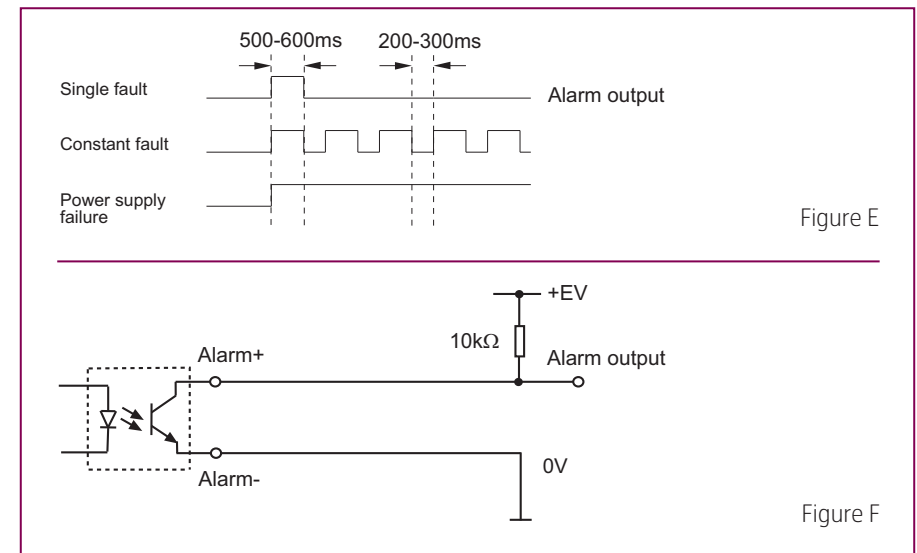 500-600ms 200-300ms
Single fault
Alarm output
Constant fault
Power supply
failure
Figure E
+EV
10kΩ
Alarm+
Alarm output
0V
Alarm-
Figure F